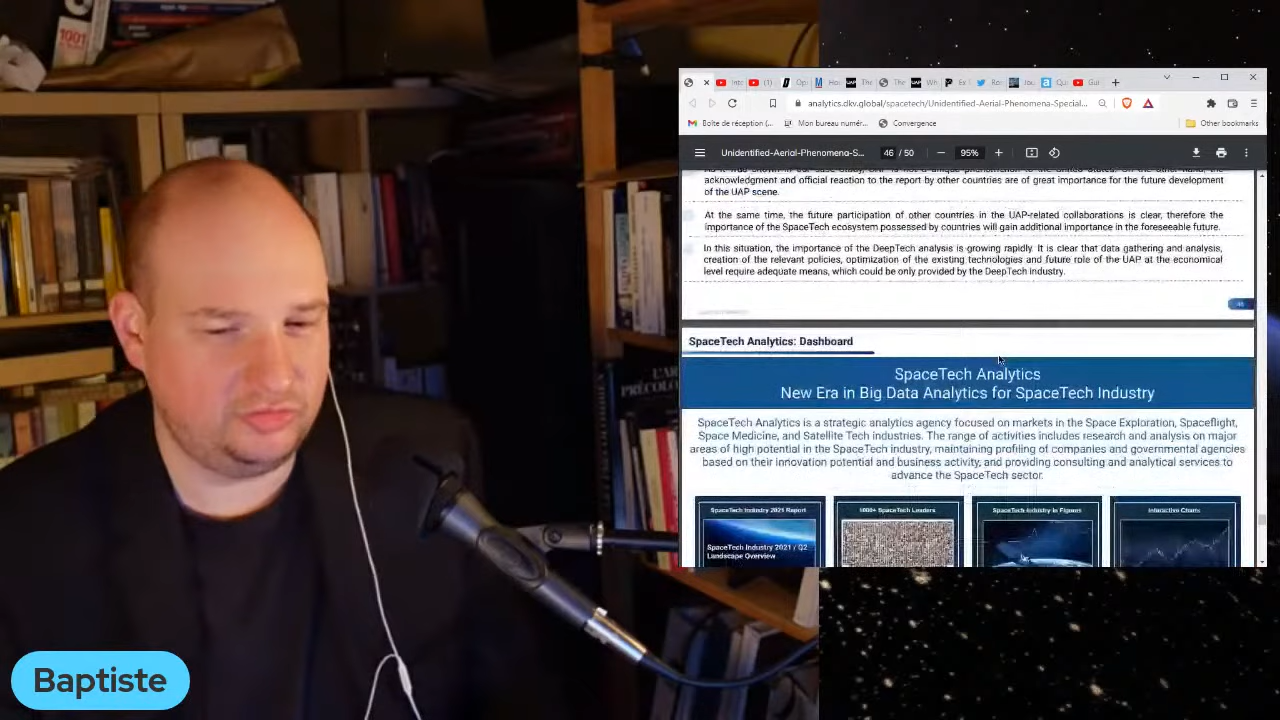 1001
L'AR
PRÉCOL
Other bookmarks
analytics.dkv.global/spacetech/Unidentified-Aerial-Phenomena-Special...
Boîte de réception (...
Mon bureau numér...
Convergence
Unidentified-Aerial-Phenomena-S...
46 / 50
95%
acknowledgment and official reaction to the report by other countries are of great importance for the future development
of the UAP scene.
At the same time, the future participation of other countries in the UAP-related collaborations is clear, therefore the
importance of the SpaceTech ecosystem possessed by countries will gain additional importance in the foreseeable future.
In this situation, the importance of the DeepTech analysis is growing rapidly. It is clear that data gathering and analysis,
creation of the relevant policies, optimization of the existing technologies and future role of the UAP at the economical
level require adequate means, which could be only provided by the DeepTech industry.
SpaceTech Analytics: Dashboard
SpaceTech Analytics
New Era in Big Data Analytics for SpaceTech Industry
SpaceTech Analytics is a strategic analytics agency focused on markets in the Space Exploration, Spaceflight,
Space Medicine, and Satellite Tech industries. The range of activities includes research and analysis on major
areas of high potential in the SpaceTech industry, maintaining profiling of companies and governmental agencies
based on their innovation potential and business activity, and providing consulting and analytical services to
advance the SpaceTech sector.
SpaceTech Industry 2021 Report
1000+ SpaceTech Leaders
SpaceTech Industry in Figures
Interactive Charts
SpaceTech Industry 2021 / Q2
Landscape Overview
Baptiste